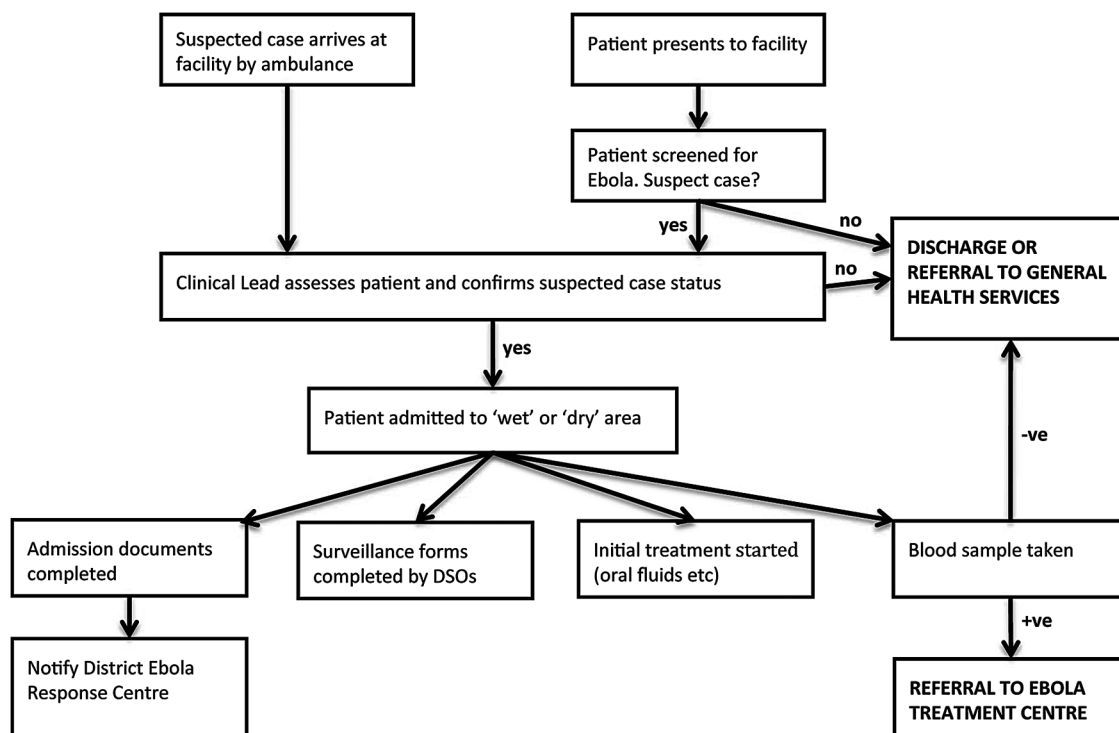 Suspected case arrives at
facility by ambulance
Patient presents to facility
Patient screened for
Ebola. Suspect case?
yes
no
DISCHARGE OR
REFERRAL TO GENERAL
HEALTH SERVICES
Clinical Lead assesses patient and confirms suspected case status
no
yes
Patient admitted to ‘wet’ or ‘dry’ area
-ve
Admission documents
completed
Surveillance forms
completed by DSOs
Initial treatment started
(oral fluids etc)
Blood sample taken
+ve
Notify District Ebola
Response Centre
REFERRAL TO EBOLA
TREATMENT CENTRE